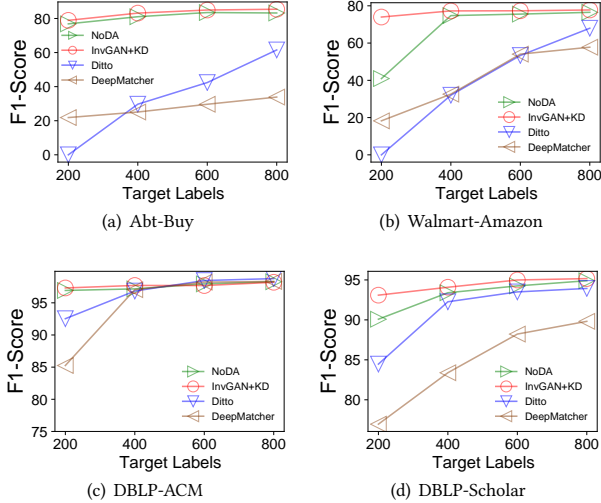 F1-Score
80
60
40
20
0
NoDA
InvGAN+KD
Ditto
DeepMatcher
200 400 600 800
Target Labels
(a) Abt-Buy
F1-Score
80
60
40
20
0
NoDA
InvGAN+KD
Ditto
DeepMatcher
200 400 600 800
Target Labels
(b) Walmart-Amazon
F1-Score
95
90
85
80
75
NoDA
InvGAN+KD
Ditto
DeepMatcher
200 400 600 800
Target Labels
(c) DBLP-ACM
F1-Score
95
90
85
80
75
NoDA
InvGAN+KD
Ditto
DeepMatcher
200 400 600 800
Target Labels
(d) DBLP-Scholar